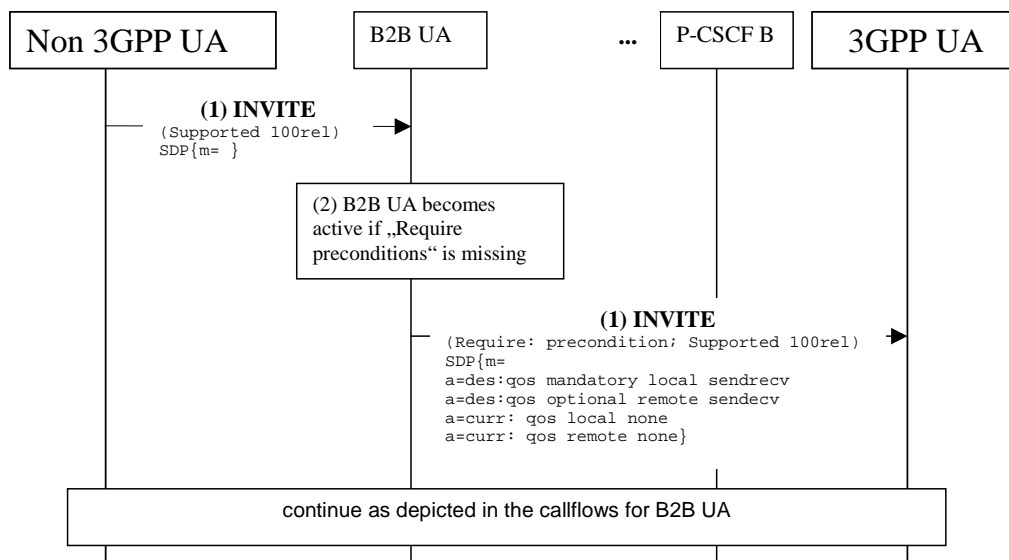 Non 3GPP UA
B2B UA
...
P-CSCF B
3GPP UA
(1) INVITE
(Supported 100rel)
SDP{m= }
(2) B2B UA becomes
active if „Require
preconditions“ is missing
(1) INVITE
(Require: precondition; Supported 100rel)
SDP{m=
a=des:qos mandatory local sendrecv
a=des:qos optional remote sendecv
a=curr: qos local none
a=curr: qos remote none}
continue as depicted in the callflows for B2B UA